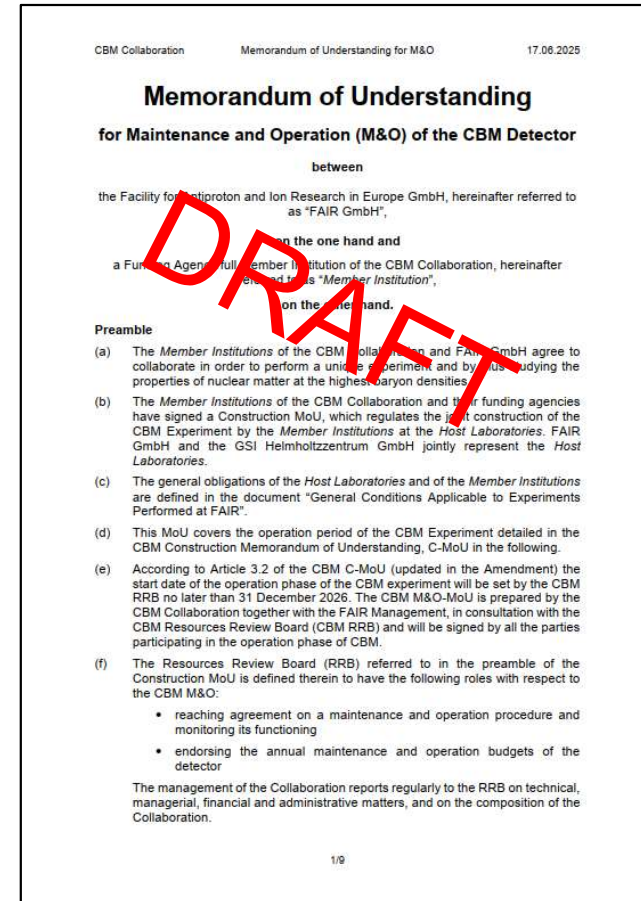 CBM Collaboration Memorandum of Understanding for M&O 17.06.2025
Memorandum of Understanding
for Maintenance and Operation (M&O) of the CBM Detector
between
the Facility for Antiproton and Ion Research in Europe GmbH, hereinafter referred to
as “FAIR GmbH”,
on the one hand and
a Funding Agency/full Member Institution of the CBM Collaboration, hereinafter
referred to as “Member Institution”,
on the other hand.
DRAFT
Preamble
(a) The Member Institutions of the CBM Collaboration and FAIR GmbH agree to
collaborate in order to perform a unique experiment and by thus studying the
properties of nuclear matter at the highest baryon densities.
(b) The Member Institutions of the CBM Collaboration and their funding agencies
have signed a Construction MoU, which regulates the joint construction of the
CBM Experiment by the Member Institutions at the Host Laboratories. FAIR
GmbH and the GSI Helmholtzzentrum GmbH jointly represent the Host
Laboratories.
(c) The general obligations of the Host Laboratories and of the Member Institutions
are defined in the document “General Conditions Applicable to Experiments
Performed at FAIR”.
(d) This MoU covers the operation period of the CBM Experiment detailed in the
CBM Construction Memorandum of Understanding, C-MoU in the following.
(e) According to Article 3.2 of the CBM C-MoU (updated in the Amendment) the
start date of the operation phase of the CBM experiment will be set by the CBM
RRB no later than 31 December 2026. The CBM M&O-MoU is prepared by the
CBM Collaboration together with the FAIR Management, in consultation with the
CBM Resources Review Board (CBM RRB) and will be signed by all the parties
participating in the operation phase of CBM.
(f) The Resources Review Board (RRB) referred to in the preamble of the
Construction MoU is defined therein to have the following roles with respect to
the CBM M&O:
• reaching agreement on a maintenance and operation procedure and
monitoring its functioning
• endorsing the annual maintenance and operation budgets of the
detector
The management of the Collaboration reports regularly to the RRB on technical,
managerial, financial and administrative matters, and on the composition of the
Collaboration.
1/9